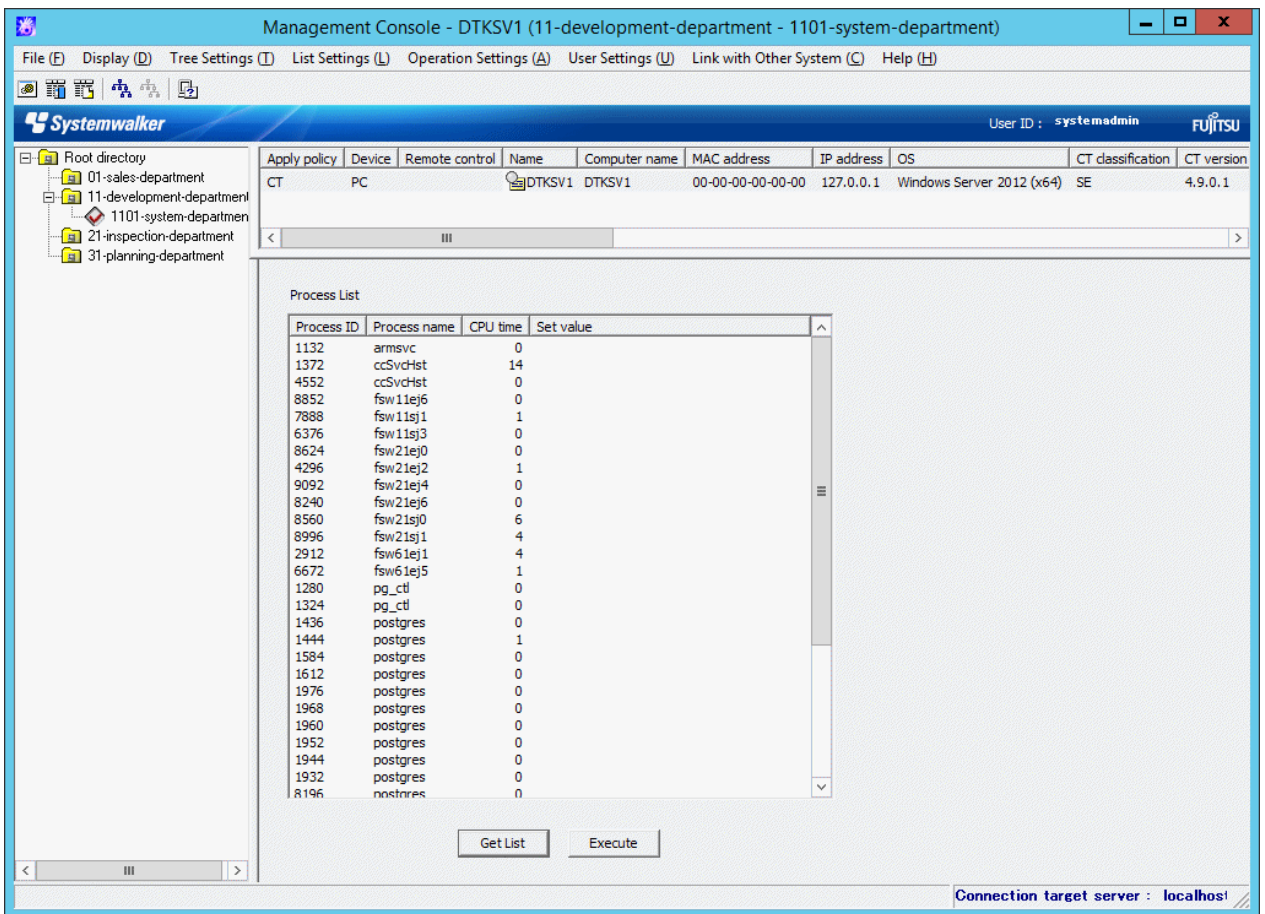 Management Console - DTKSV1 (11-development-department - 1101-system-department)
File (F) Display (D) Tree Settings (T) List Settings (L) Operation Settings (A) User Settings (U) Link with Other System (C) Help (H)
Systemwalker User ID : systemadmin FUJITSU
Root directory
01-sales-department
11-development-department
1101-system-departmen
21-inspection-department
31-planning-department
Apply policy Device Remote control Name Computer name MAC address IP address OS CT classification CT version
CT PC DTKSV1 DTKSV1 00-00-00-00-00-00 127.0.0.1 Windows Server 2012 (x64) SE 4.9.0.1
Process List
Process ID Process name CPU time Set value
1132 armsvc 0
1372 ccSvcHst 14
4552 ccSvcHst 0
8852 fsw11ej6 0
7888 fsw11sj1 1
6376 fsw11sj3 0
8624 fsw21ej0 0
4296 fsw21ej2 1
9092 fsw21ej4 0
8240 fsw21ej6 0
8560 fsw21sj0 6
8996 fsw21sj1 4
2912 fsw61ej1 4
6672 fsw61ej5 1
1280 pg_ctl 0
1324 pg_ctl 0
1436 postgres 0
1444 postgres 1
1584 postgres 0
1612 postgres 0
1976 postgres 0
1968 postgres 0
1960 postgres 0
1952 postgres 0
1944 postgres 0
1932 postgres 0
8196 postgres 0
Get List Execute
Connection target server : localhost